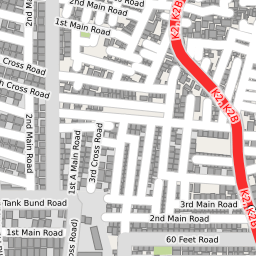 2nd Main Road
1st Main Road
K2, K2B
Cross Road
h Cross Road
K2, K2B
2nd Main Road
1st A Main Road
3rd Cross Road
K2, K2B
Tank Bund Road
3rd Main Road
2nd Main Road
1st Main Road
60 Feet Road
Road)